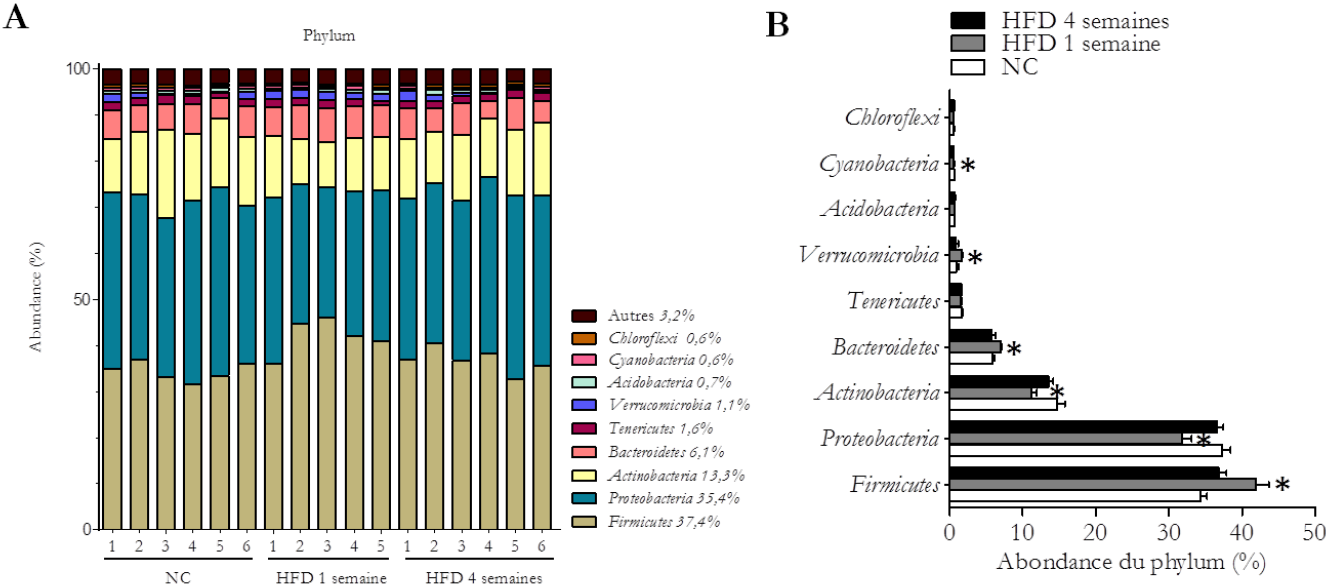 A
Phylum
100
50
0
Abundance (%)
1 2 3 4 5 6 1 2 3 4 5 1 2 3 4 5 6
NC HFD 1 semaine HFD 4 semaines
Autres 3,2%
Chloroflexi 0,6%
Cyanobacteria 0,6%
Acidobacteria 0,7%
Verrucomicrobia 1,1%
Tenericutes 1,6%
Bacteroidetes 6,1%
Actinobacteria 13,3%
Proteobacteria 35,4%
Firmicutes 37,4%
B
HFD 4 semaines
HFD 1 semaine
NC
Chloroflexi
Cyanobacteria *
Acidobacteria
Verrucomicrobia *
Tenericutes
Bacteroidetes *
Actinobacteria *
Proteobacteria *
Firmicutes *
0 10 20 30 40 50
Abondance du phylum (%)